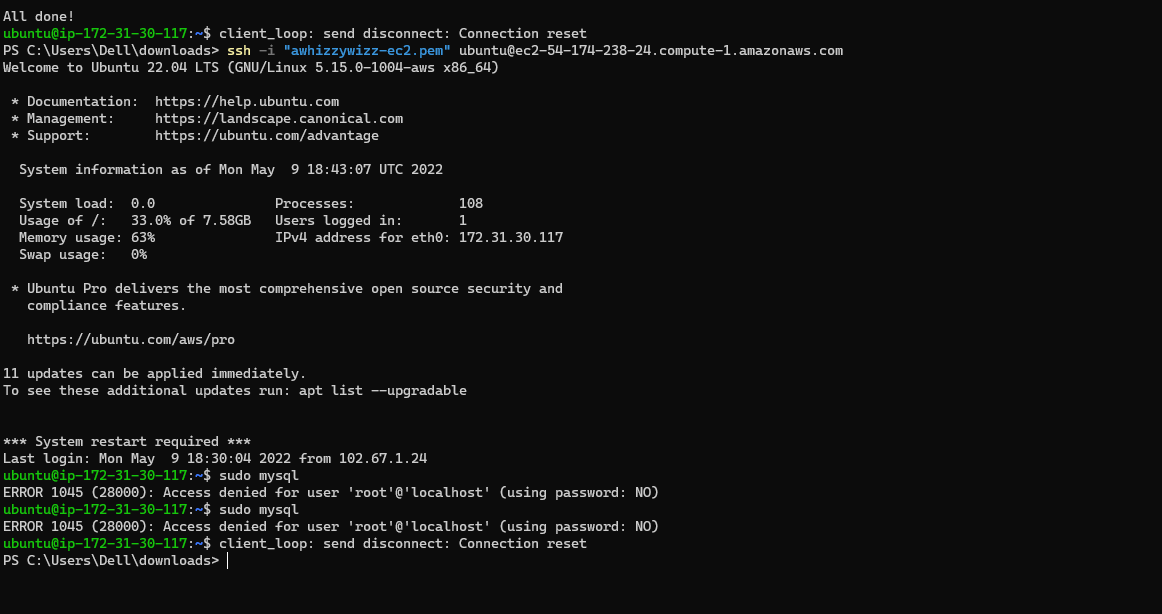 All done!
ubuntu@ip-172-31-30-117:~$ client_loop: send disconnect: Connection reset
PS C:\Users\Dell\downloads> ssh -i "awhizzywizz-ec2.pem" ubuntu@ec2-54-174-238-24.compute-1.amazonaws.com
Welcome to Ubuntu 22.04 LTS (GNU/Linux 5.15.0-1004-aws x86_64)

 * Documentation:  https://help.ubuntu.com
 * Management:     https://landscape.canonical.com
 * Support:        https://ubuntu.com/advantage

  System information as of Mon May  9 18:43:07 UTC 2022

  System load:  0.0               Processes:             108
  Usage of /:   33.0% of 7.58GB   Users logged in:       1
  Memory usage: 63%               IPv4 address for eth0: 172.31.30.117
  Swap usage:   0%

 * Ubuntu Pro delivers the most comprehensive open source security and
   compliance features.

   https://ubuntu.com/aws/pro

11 updates can be applied immediately.
To see these additional updates run: apt list --upgradable


*** System restart required ***
Last login: Mon May  9 18:30:04 2022 from 102.67.1.24
ubuntu@ip-172-31-30-117:~$ sudo mysql
ERROR 1045 (28000): Access denied for user 'root'@'localhost' (using password: NO)
ubuntu@ip-172-31-30-117:~$ sudo mysql
ERROR 1045 (28000): Access denied for user 'root'@'localhost' (using password: NO)
ubuntu@ip-172-31-30-117:~$ client_loop: send disconnect: Connection reset
PS C:\Users\Dell\downloads>